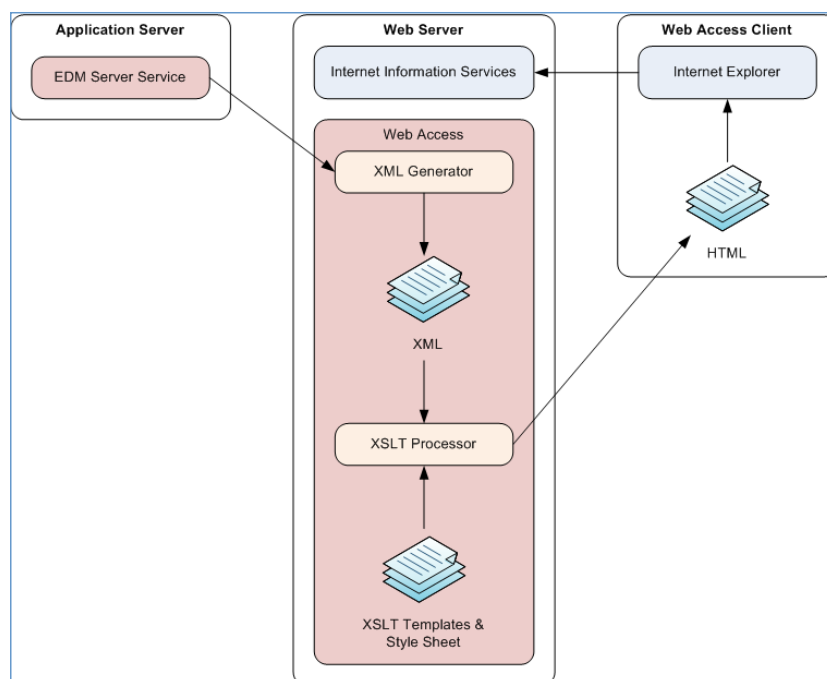 Application Server
EDM Server Service
Web Server
Internet Information Services
Web Access
XML Generator
XML
XSLT Processor
XSLT Templates &
Style Sheet
Web Access Client
Internet Explorer
HTML